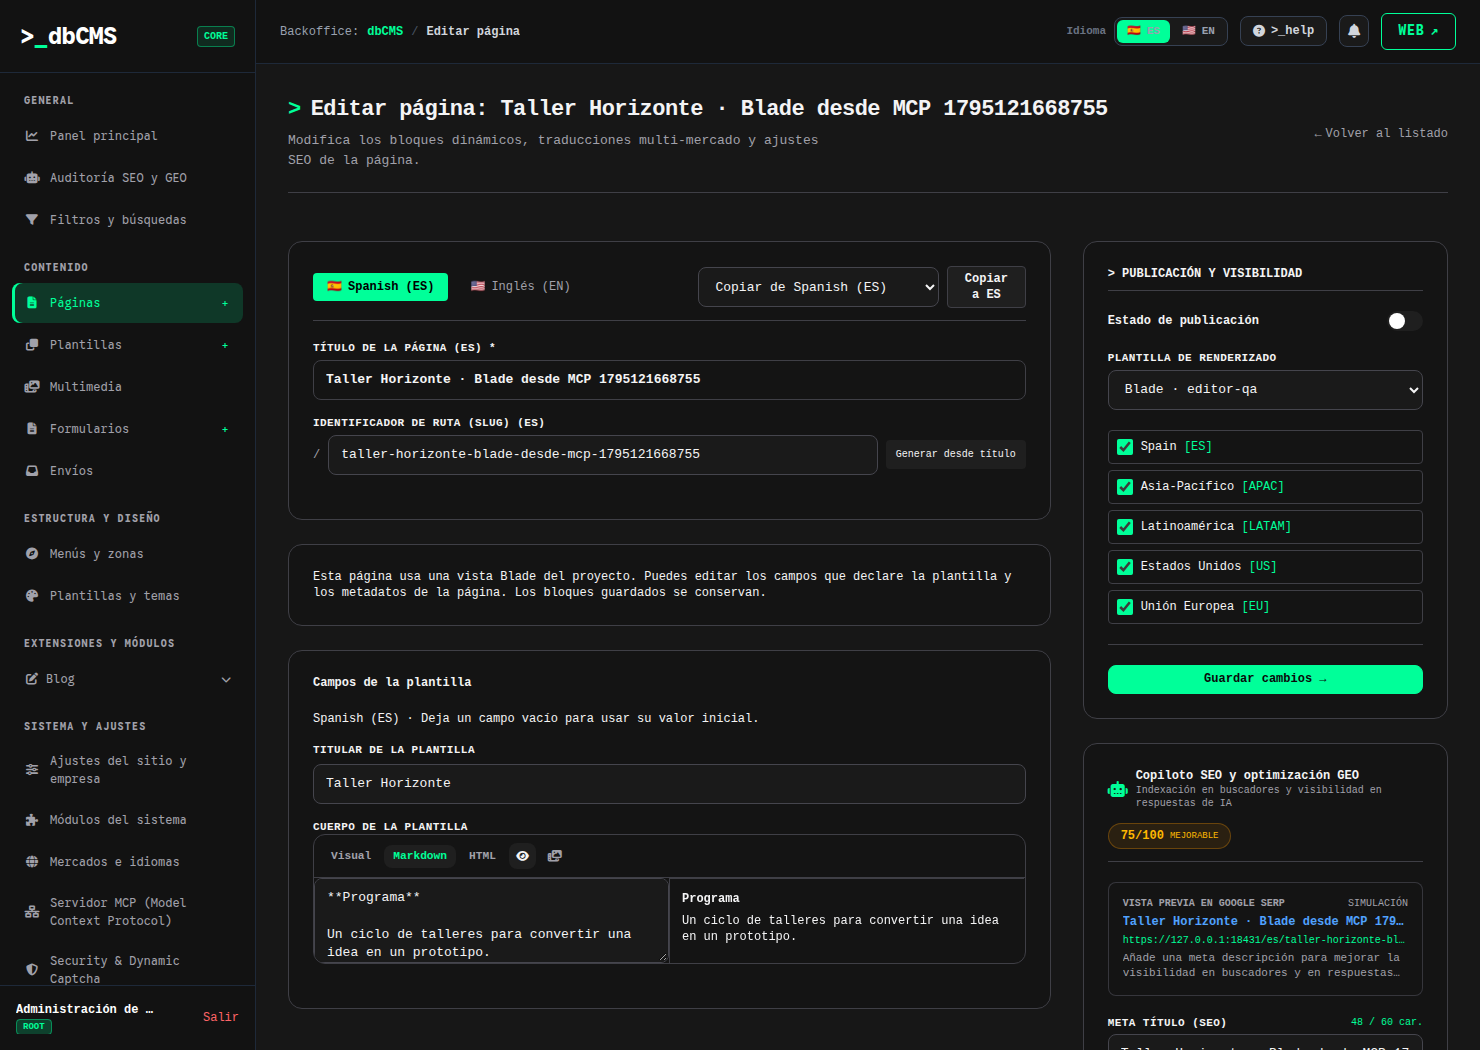 >_dbCMS
CORE
GENERAL
Panel principal
Auditoría SEO y GEO
Filtros y búsquedas
CONTENIDO
Páginas +
Plantillas +
Multimedia
Formularios +
Envíos
ESTRUCTURA Y DISEÑO
Menús y zonas
Plantillas y temas
EXTENSIONES Y MÓDULOS
Blog
SISTEMA Y AJUSTES
Ajustes del sitio y
empresa
Módulos del sistema
Mercados e idiomas
Servidor MCP (Model
Context Protocol)
Security & Dynamic
Captcha
Administración de …
ROOT
Salir
Backoffice: dbCMS / Editar página
Idioma
EN
>_help
WEB ↗
> Editar página: Taller Horizonte · Blade desde MCP 1795121668755
Modifica los bloques dinámicos, traducciones multi-mercado y ajustes
SEO de la página.
← Volver al listado
Spanish (ES)
Inglés (EN)
Copiar de Spanish (ES)
Copiar
a ES
TÍTULO DE LA PÁGINA (ES) *
Taller Horizonte · Blade desde MCP 1795121668755
IDENTIFICADOR DE RUTA (SLUG) (ES)
/ taller-horizonte-blade-desde-mcp-1795121668755
Generar desde título
Esta página usa una vista Blade del proyecto. Puedes editar los campos que declare la plantilla y
los metadatos de la página. Los bloques guardados se conservan.
Campos de la plantilla
Spanish (ES) · Deja un campo vacío para usar su valor inicial.
TITULAR DE LA PLANTILLA
Taller Horizonte
CUERPO DE LA PLANTILLA
Visual Markdown HTML
**Programa**
Un ciclo de talleres para convertir una
idea en un prototipo.
Programa
Un ciclo de talleres para convertir una idea
en un prototipo.
> PUBLICACIÓN Y VISIBILIDAD
Estado de publicación
PLANTILLA DE RENDERIZADO
Blade · editor-qa
Spain [ES]
Asia-Pacífico [APAC]
Latinoamérica [LATAM]
Estados Unidos [US]
Unión Europea [EU]
Guardar cambios →
Copiloto SEO y optimización GEO
Indexación en buscadores y visibilidad en
respuestas de IA
75/100 MEJORABLE
VISTA PREVIA EN GOOGLE SERP
SIMULACIÓN
Taller Horizonte · Blade desde MCP 179…
https://127.0.0.1:18431/es/taller-horizonte-bl…
Añade una meta descripción para mejorar la
visibilidad en buscadores y en respuestas…
META TÍTULO (SEO)
48 / 60 car.